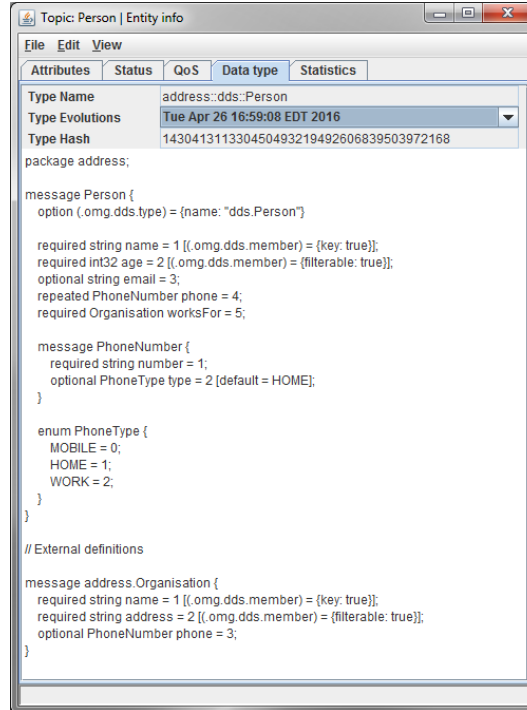 Topic: Person | Entity info
File Edit View
Attributes Status QoS Data type Statistics
Type Name address::dds::Person
Type Evolutions Tue Apr 26 16:59:08 EDT 2016
Type Hash 143041311330450493219492606839503972168
package address;
message Person {
option (.omg.dds.type) = {name: "dds.Person"}
required string name = 1 [(.omg.dds.member) = {key: true}];
required int32 age = 2 [(.omg.dds.member) = {filterable: true}];
optional string email = 3;
repeated PhoneNumber phone = 4;
required Organisation worksFor = 5;
message PhoneNumber {
required string number = 1;
optional PhoneType type = 2 [default = HOME];
}
enum PhoneType {
MOBILE = 0;
HOME = 1;
WORK = 2;
}
}
// External definitions
message address.Organisation {
required string name = 1 [(.omg.dds.member) = {key: true}];
required string address = 2 [(.omg.dds.member) = {filterable: true}];
optional PhoneNumber phone = 3;
}